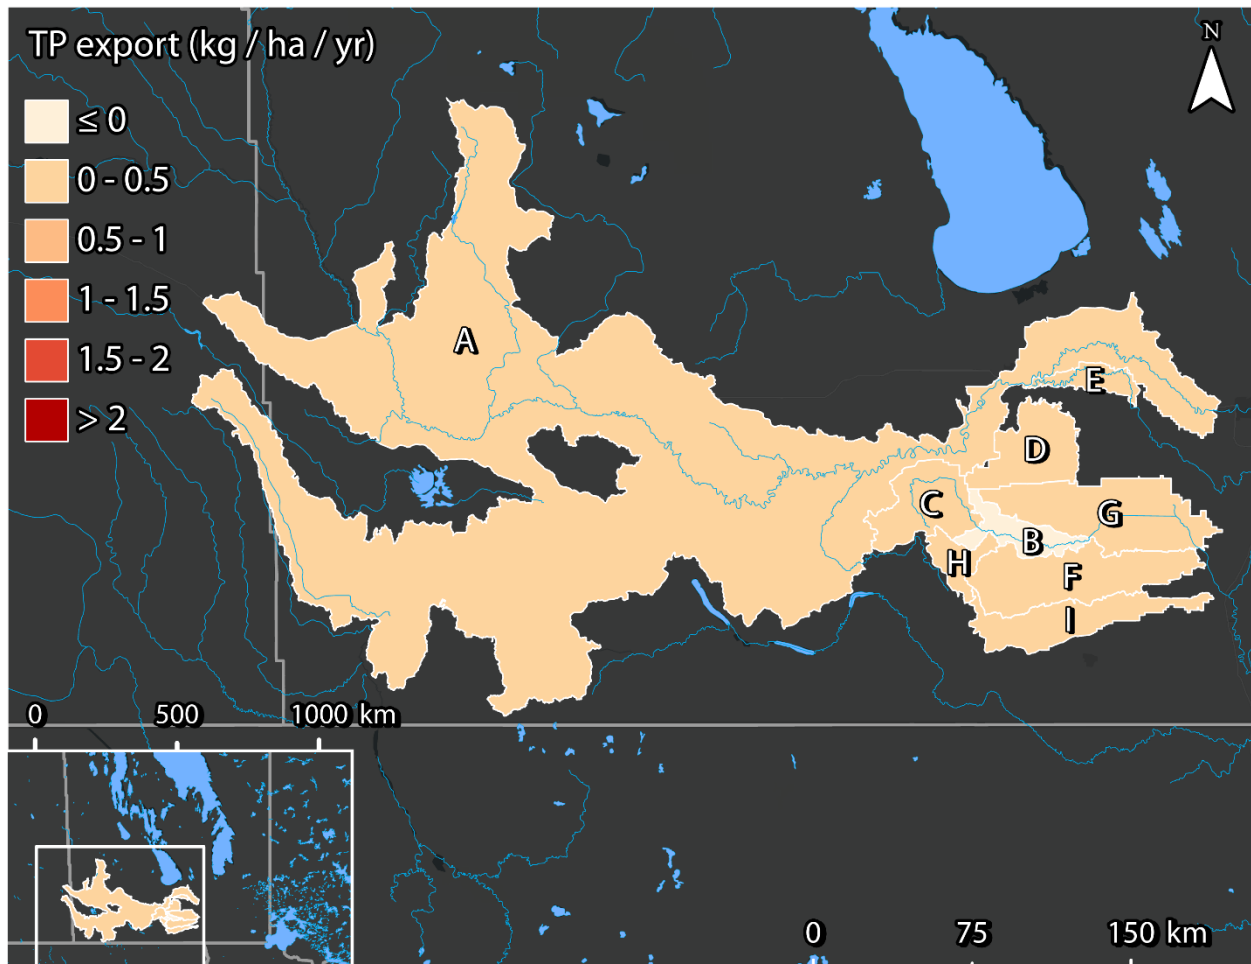 TP export (kg / ha / yr)
N
≤ 0
0 - 0.5
0.5 - 1
1 - 1.5
1.5 - 2
> 2
A
E
D
C
G
B
H
F
I
0 500 1000 km
0 75 150 km